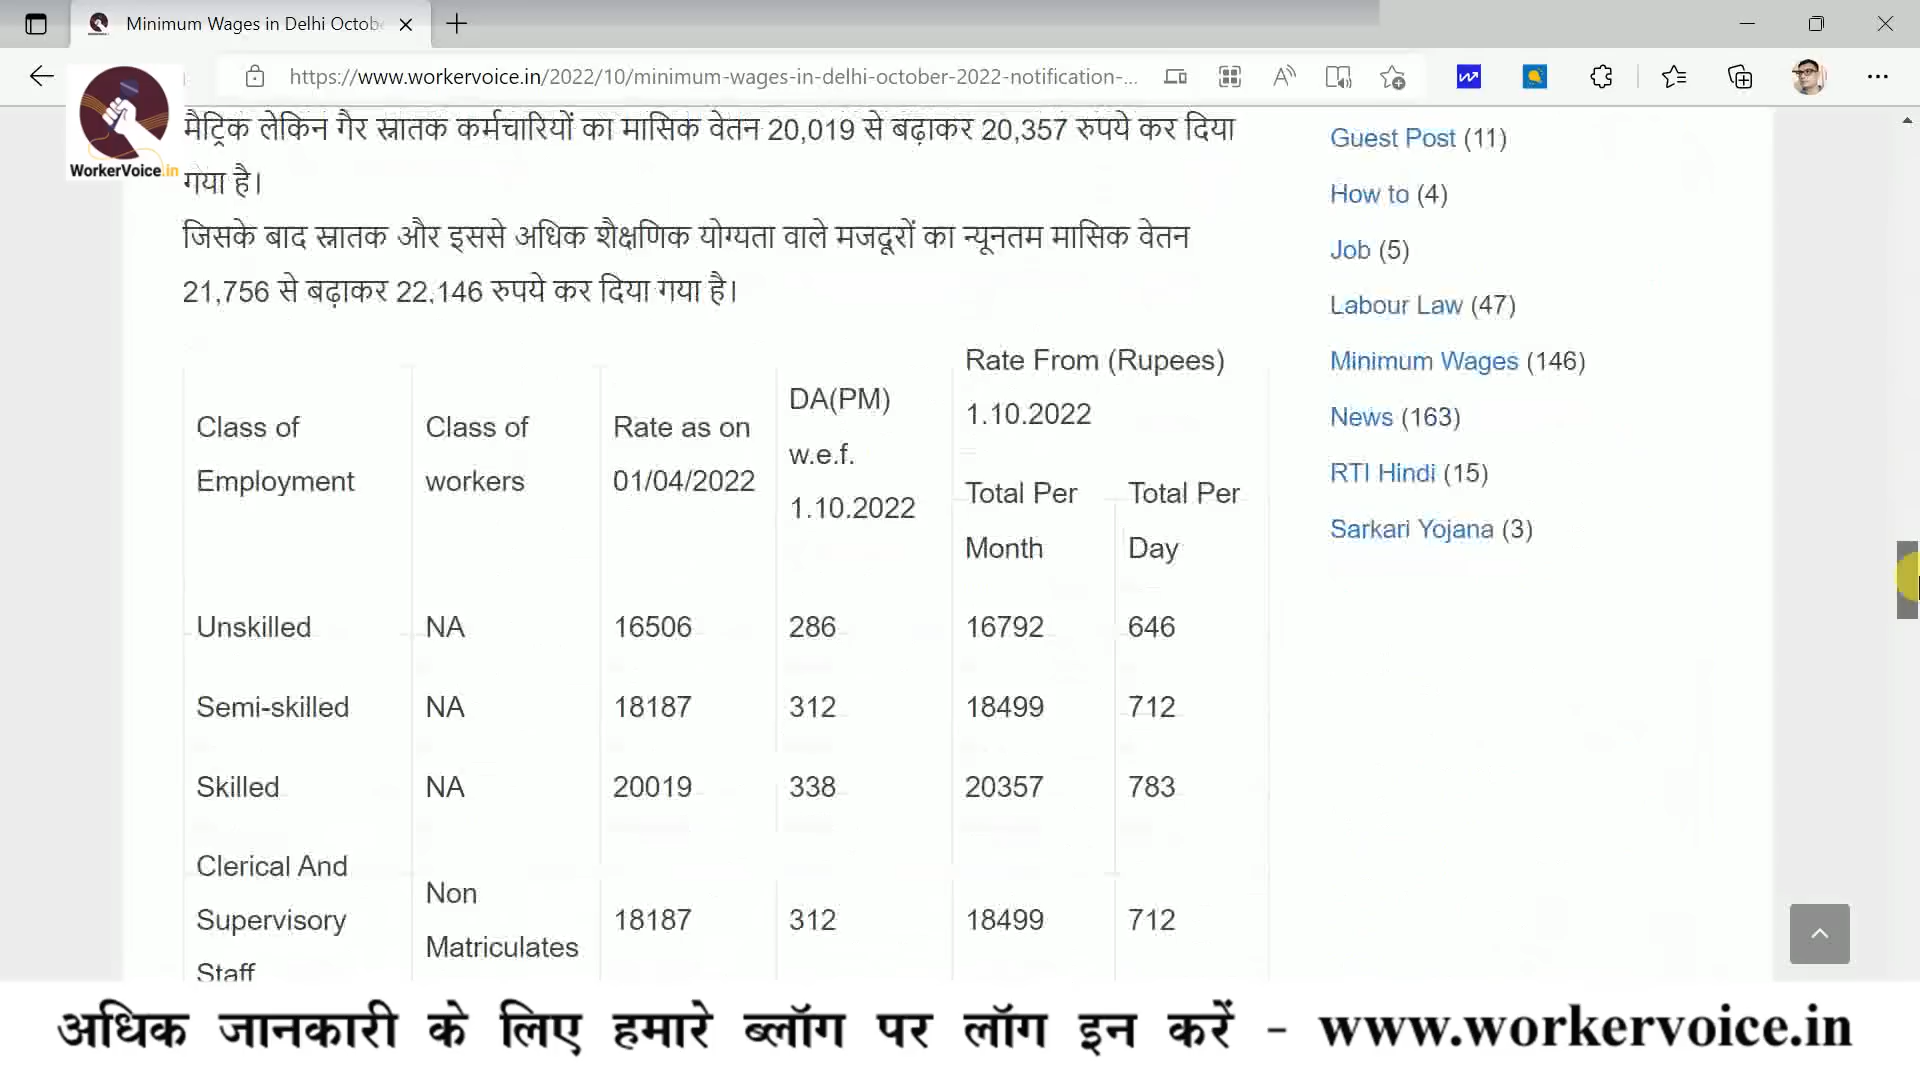 Minimum Wages in Delhi Octob
https://www.workervoice.in/2022/10/minimum-wages-in-delhi-october-2022-notification-...
WorkerVoice.in
मैट्रिक लेकिन गैर स्नातक कर्मचारियों का मासिक वेतन 20,019 से बढ़ाकर 20,357 रुपये कर दिया
गया है।
जिसके बाद स्नातक और इससे अधिक शैक्षणिक योग्यता वाले मजदूरों का न्यूनतम मासिक वेतन
21,756 से बढ़ाकर 22,146 रुपये कर दिया गया है।
Class of Employment
Class of workers
Rate as on 01/04/2022
DA(PM) w.e.f. 1.10.2022
Rate From (Rupees) 1.10.2022
Total Per Month
Total Per Day
Unskilled NA 16506 286 16792 646
Semi-skilled NA 18187 312 18499 712
Skilled NA 20019 338 20357 783
Clerical And Supervisory Staff
Non Matriculates
18187 312 18499 712
Guest Post (11)
How to (4)
Job (5)
Labour Law (47)
Minimum Wages (146)
News (163)
RTI Hindi (15)
Sarkari Yojana (3)
अधिक जानकारी के लिए हमारे ब्लॉग पर लॉग इन करें - www.workervoice.in